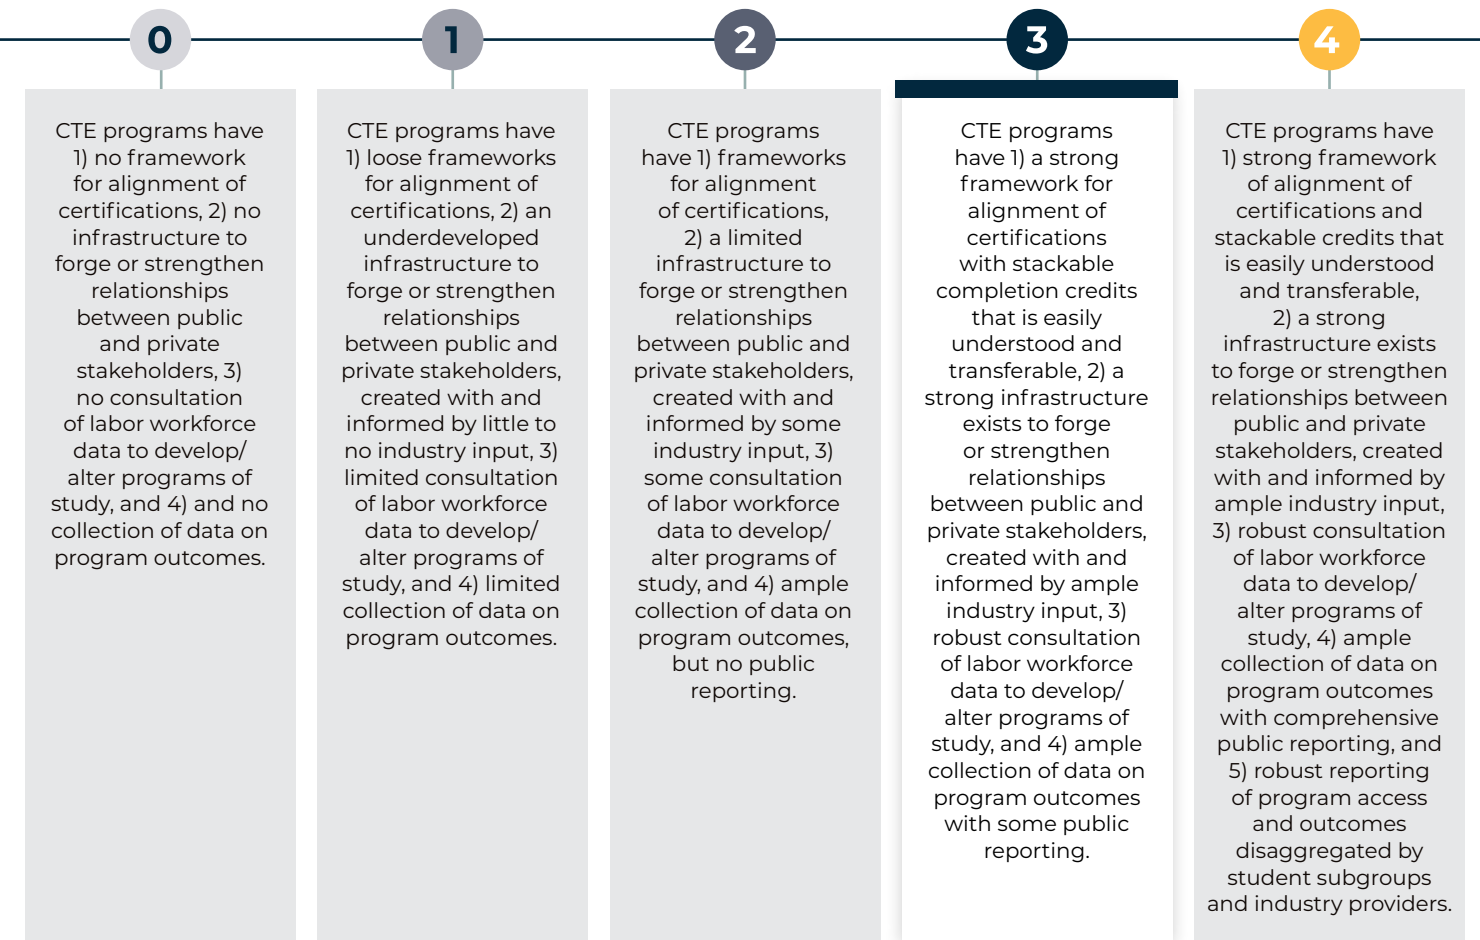 0
CTE programs have
1) no framework
for alignment of
certifications, 2) no
infrastructure to
forge or strengthen
relationships
between public
and private
stakeholders, 3)
no consultation
of labor workforce
data to develop/
alter programs of
study, and 4) and no
collection of data on
program outcomes.
1
CTE programs have
1) loose frameworks
for alignment of
certifications, 2) an
underdeveloped
infrastructure to
forge or strengthen
relationships
between public and
private stakeholders,
created with and
informed by little to
no industry input, 3)
limited consultation
of labor workforce
data to develop/
alter programs of
study, and 4) limited
collection of data on
program outcomes.
2
CTE programs
have 1) frameworks
for alignment
of certifications,
2) a limited
infrastructure to
forge or strengthen
relationships
between public and
private stakeholders,
created with and
informed by some
industry input, 3)
some consultation
of labor workforce
data to develop/
alter programs of
study, and 4) ample
collection of data on
program outcomes,
but no public
reporting.
3
CTE programs
have 1) a strong
framework for
alignment of
certifications
with stackable
completion credits
that is easily
understood and
transferable, 2) a
strong infrastructure
exists to forge
or strengthen
relationships
between public and
private stakeholders,
created with and
informed by ample
industry input, 3)
robust consultation
of labor workforce
data to develop/
alter programs of
study, and 4) ample
collection of data on
program outcomes
with some public
reporting.
4
CTE programs have
1) strong framework
of alignment of
certifications and
stackable credits that
is easily understood
and transferable,
2) a strong
infrastructure exists
to forge or strengthen
relationships between
public and private
stakeholders, created
with and informed by
ample industry input,
3) robust consultation
of labor workforce
data to develop/
alter programs of
study, 4) ample
collection of data on
program outcomes
with comprehensive
public reporting, and
5) robust reporting
of program access
and outcomes
disaggregated by
student subgroups
and industry providers.